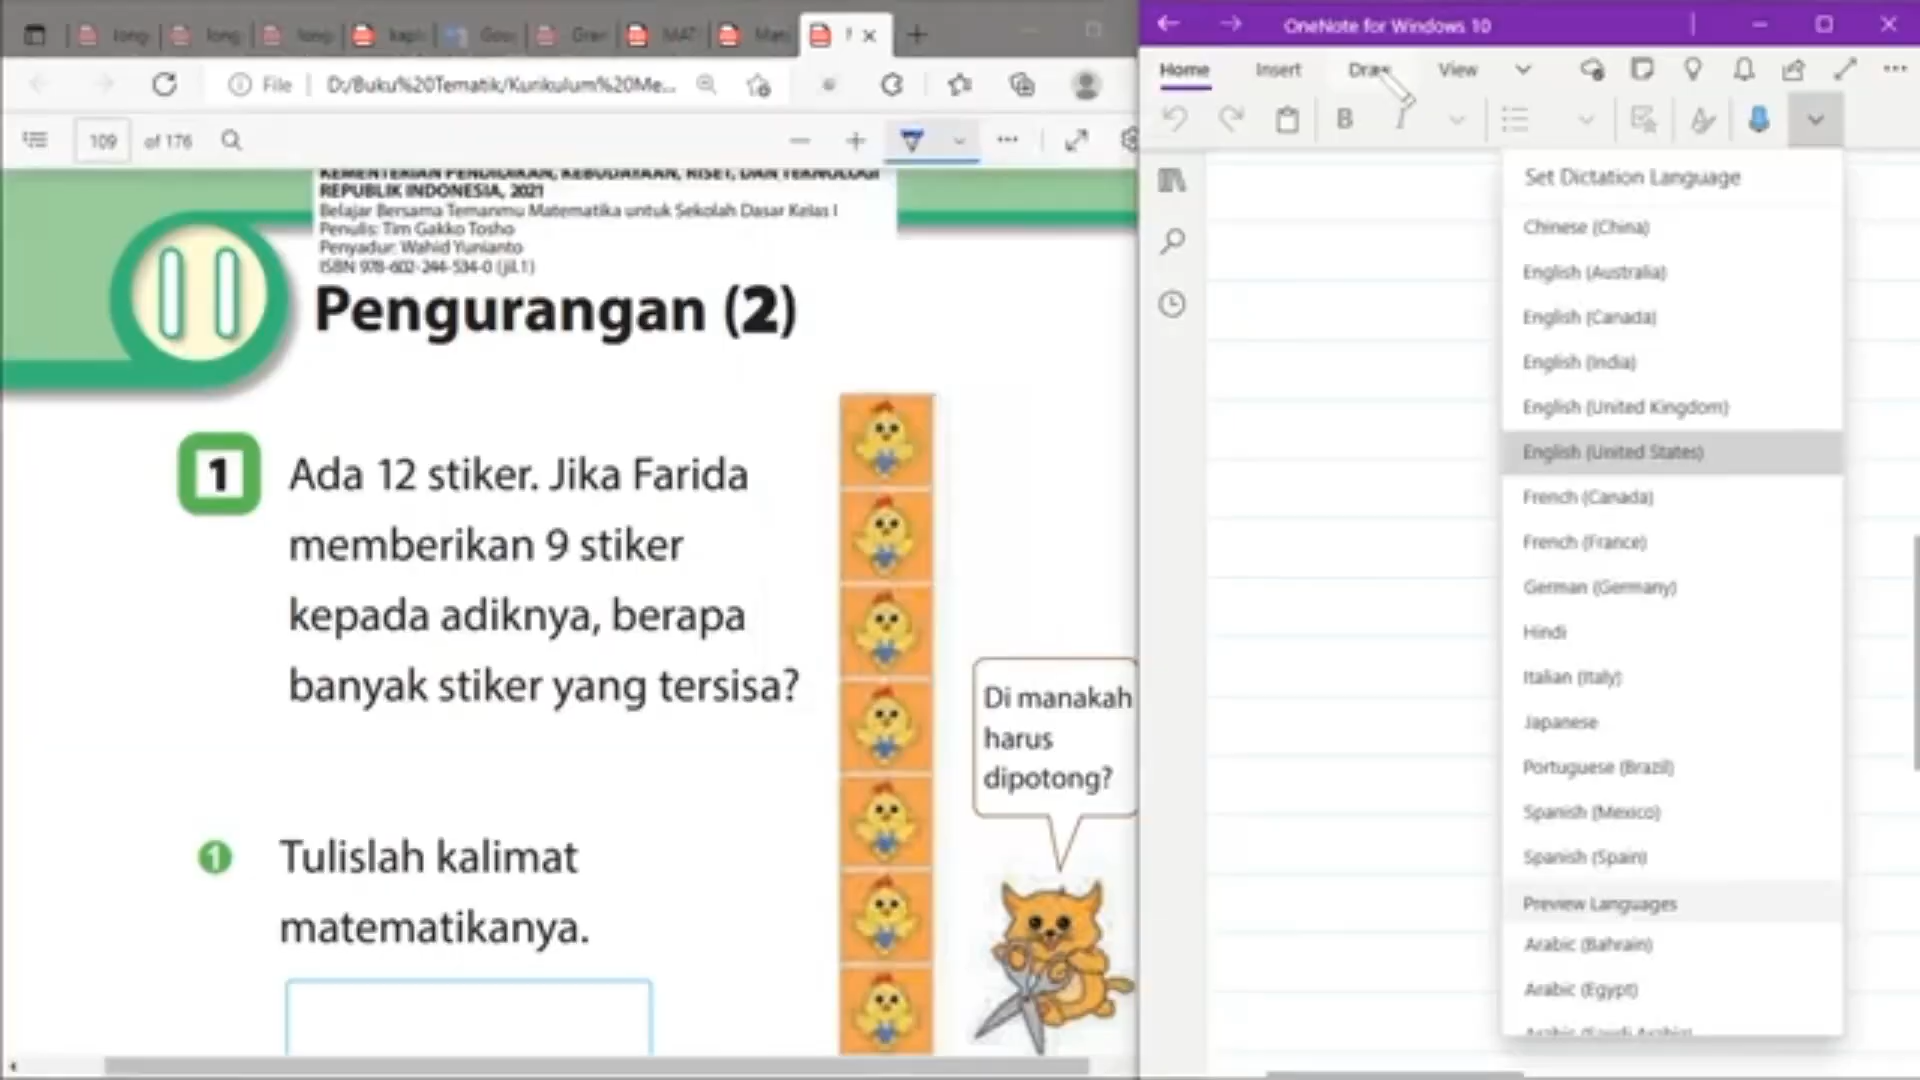 OneNote for Windows 10
File
D:/Buku%20Tematik/Kurikulum%20Me...
Home Insert Draw View
109 of 176
KEMENTERIAN PENDIDIKAN, KEBUDAYAAN, RISET, DAN TEKNOLOGI
REPUBLIK INDONESIA, 2021
Belajar Bersama Temanmu Matematika untuk Sekolah Dasar Kelas I
Penulis: Tim Gakko Tosho
Penyadur: Wahid Yunianto
ISBN 978-602-244-534-0 (jil.1)
11
Pengurangan (2)
1
Ada 12 stiker. Jika Farida
memberikan 9 stiker
kepada adiknya, berapa
banyak stiker yang tersisa?
Di manakah
harus
dipotong?
1
Tulislah kalimat
matematikanya.
Set Dictation Language
Chinese (China)
English (Australia)
English (Canada)
English (India)
English (United Kingdom)
English (United States)
French (Canada)
French (France)
German (Germany)
Hindi
Italian (Italy)
Japanese
Portuguese (Brazil)
Spanish (Mexico)
Spanish (Spain)
Preview Languages
Arabic (Bahrain)
Arabic (Egypt)
Arabic (Saudi Arabia)